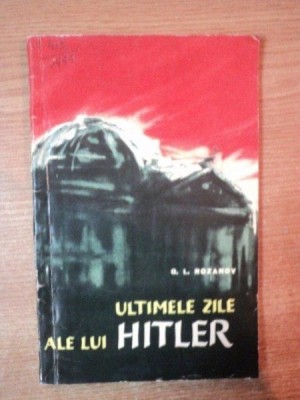 G. L. ROZANOV
ULTIMELE ZILE
ALE LUI HITLER